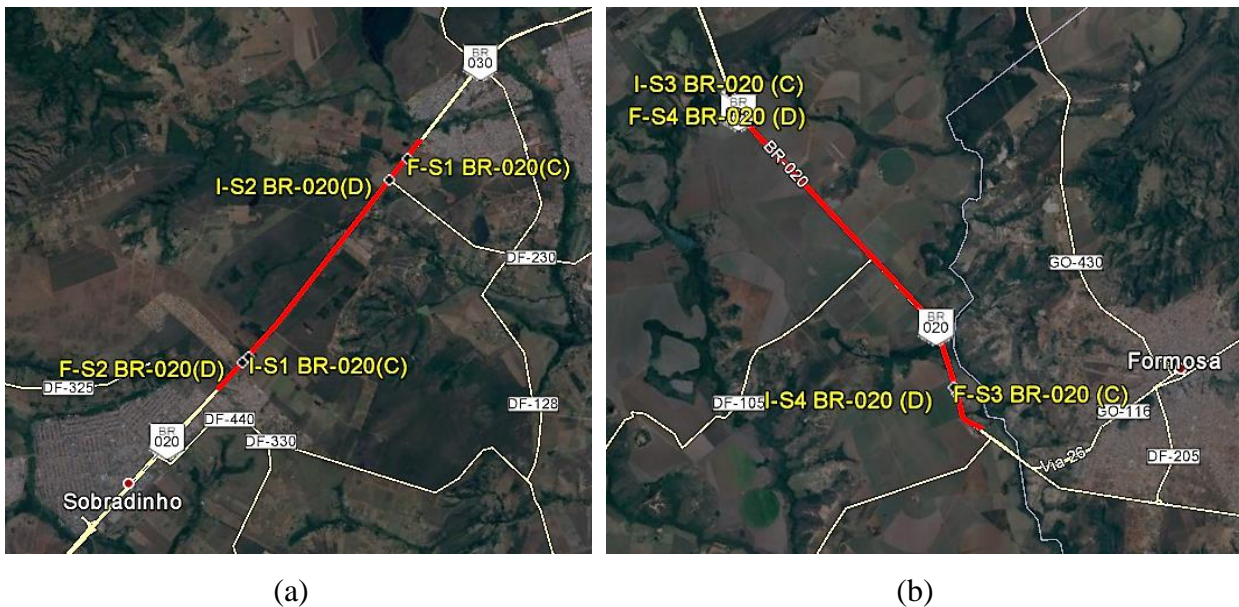 BR
030
F-S1 BR-020(C)
I-S2 BR-020(D)
DF-230
F-S2 BR-020(D)
I-S1 BR-020(C)
DF-325
DF-440
DF-128
BR
020
DF-330
Sobradinho
(a)
I-S3 BR-020 (C)
BR
F-S4 BR-020 (D)
BR-020
GO-430
BR
020
Formosa
DF-105
I-S4 BR-020 (D)
F-S3 BR-020 (C)
GO-116
Via 26
DF-205
(b)